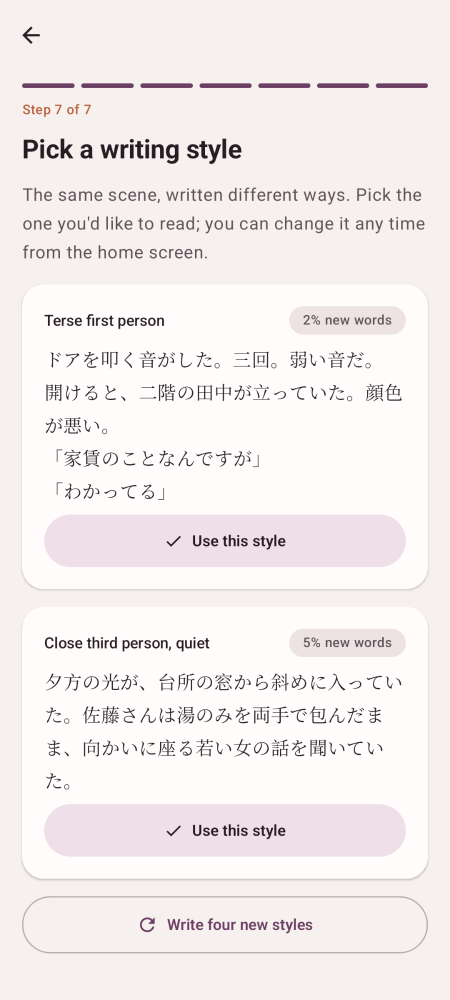 Step 7 of 7
Pick a writing style
The same scene, written different ways. Pick the
one you'd like to read; you can change it any time
from the home screen.
Terse first person
2% new words
ドアを叩く音がした。三回。弱い音だ。
開けると、二階の田中が立っていた。顔色
が悪い。
「家賃のことなんですが」
「わかってる」
Use this style
Close third person, quiet
5% new words
夕方の光が、台所の窓から斜めに入ってい
た。佐藤さんは湯のみを両手で包んだま
ま、向かいに座る若い女の話を聞いてい
た。
Use this style
Write four new styles